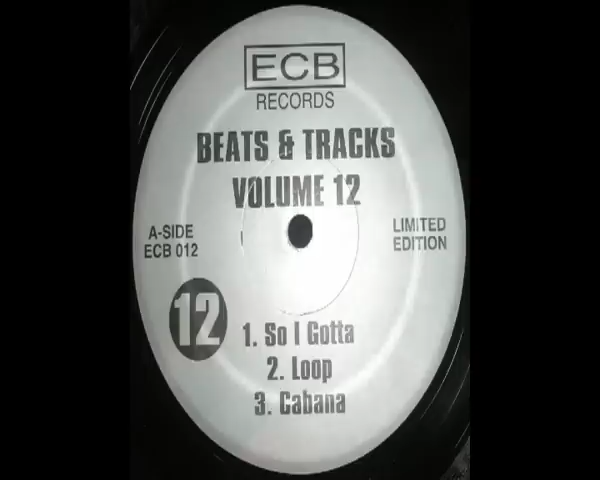 ECB
RECORDS
BEATS & TRACKS
VOLUME 12
A-SIDE
ECB 012
LIMITED
EDITION
12
1. So I Gotta
2. Loop
3. Cabana